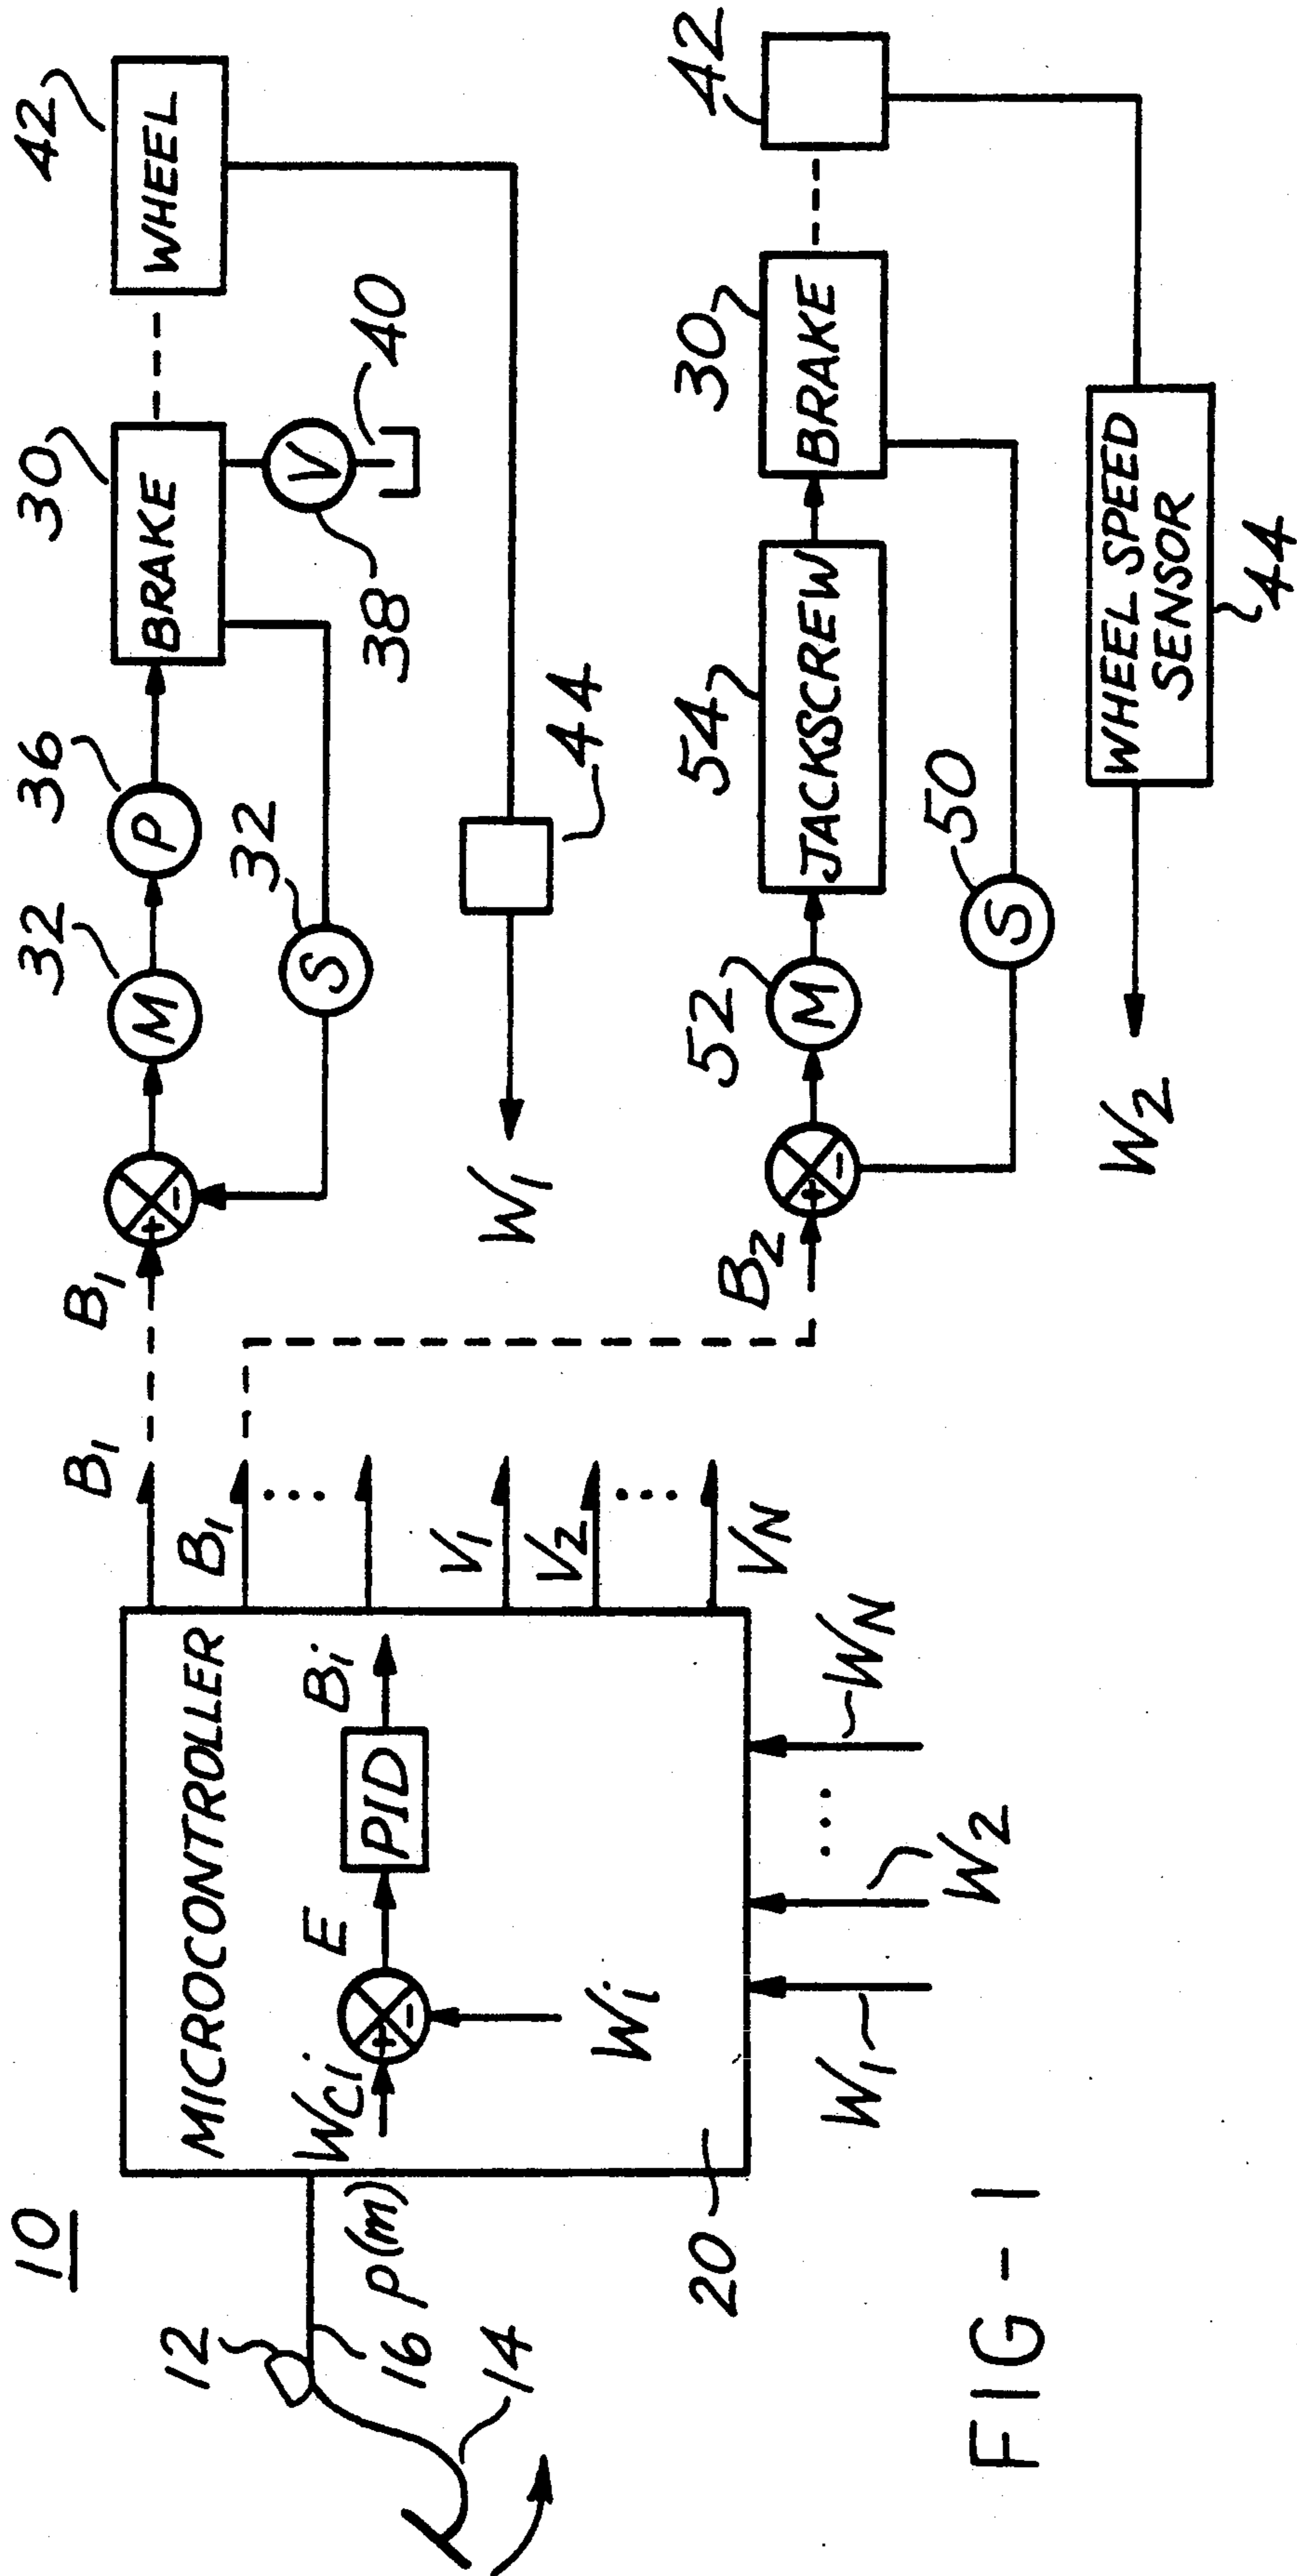 10
12
14
16
p(m)
MICROCONTROLLER
WCi
+
-
E
PID
Bi
Wi
20
W1
W2
...
WN
B1
B1
...
V1
V2
...
VN
B1
+
-
32
M
36
P
30
BRAKE
42
WHEEL
32
S
38
V
40
44
W1
B2
+
-
52
M
54
JACKSCREW
30
BRAKE
42
50
S
WHEEL SPEED
SENSOR
44
W2
FIG-1